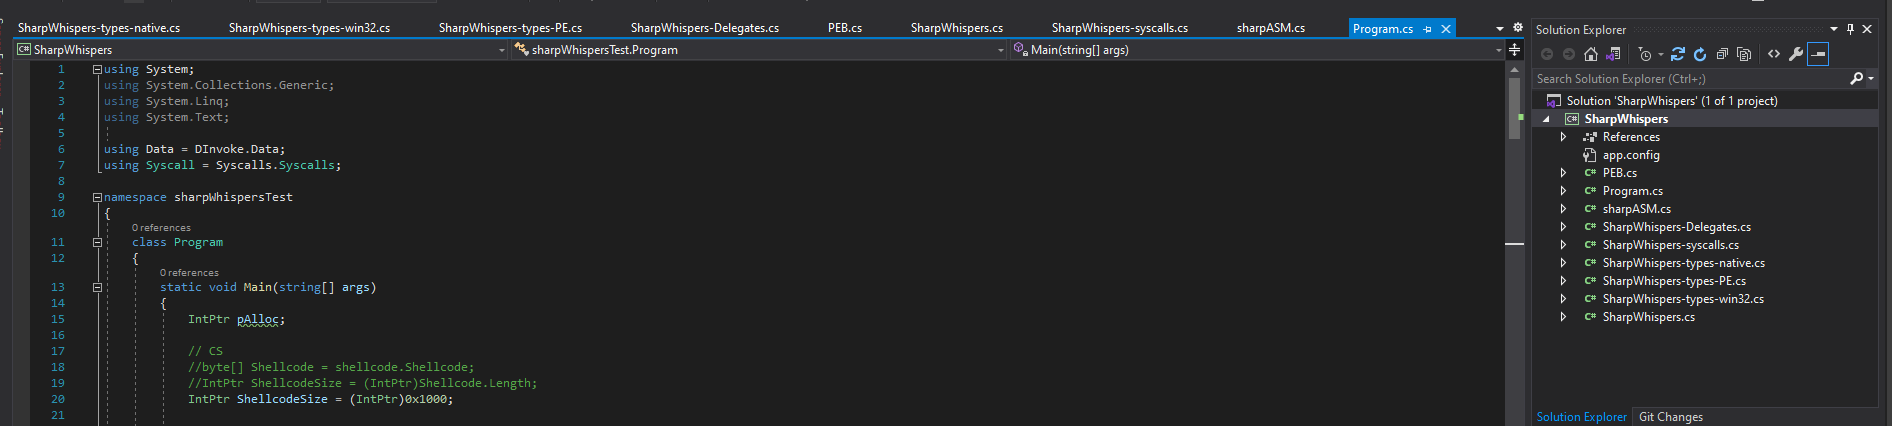 SharpWhispers-types-native.cs SharpWhispers-types-win32.cs SharpWhispers-types-PE.cs SharpWhispers-Delegates.cs PEB.cs SharpWhispers.cs SharpWhispers-syscalls.cs sharpASM.cs Program.cs
C# SharpWhispers sharpWhispersTest.Program Main(string[] args)
1 using System;
2 using System.Collections.Generic;
3 using System.Linq;
4 using System.Text;
5
6 using Data = DInvoke.Data;
7 using Syscall = Syscalls.Syscalls;
8
9 namespace sharpWhispersTest
10 {
0 references
11 class Program
12 {
0 references
13 static void Main(string[] args)
14 {
15 IntPtr pAlloc;
16
17 // CS
18 //byte[] Shellcode = shellcode.Shellcode;
19 //IntPtr ShellcodeSize = (IntPtr)Shellcode.Length;
20 IntPtr ShellcodeSize = (IntPtr)0x1000;
21
Solution Explorer
Search Solution Explorer (Ctrl+;)
Solution 'SharpWhispers' (1 of 1 project)
C# SharpWhispers
References
app.config
C# PEB.cs
C# Program.cs
C# sharpASM.cs
C# SharpWhispers-Delegates.cs
C# SharpWhispers-syscalls.cs
C# SharpWhispers-types-native.cs
C# SharpWhispers-types-PE.cs
C# SharpWhispers-types-win32.cs
C# SharpWhispers.cs
Solution Explorer Git Changes